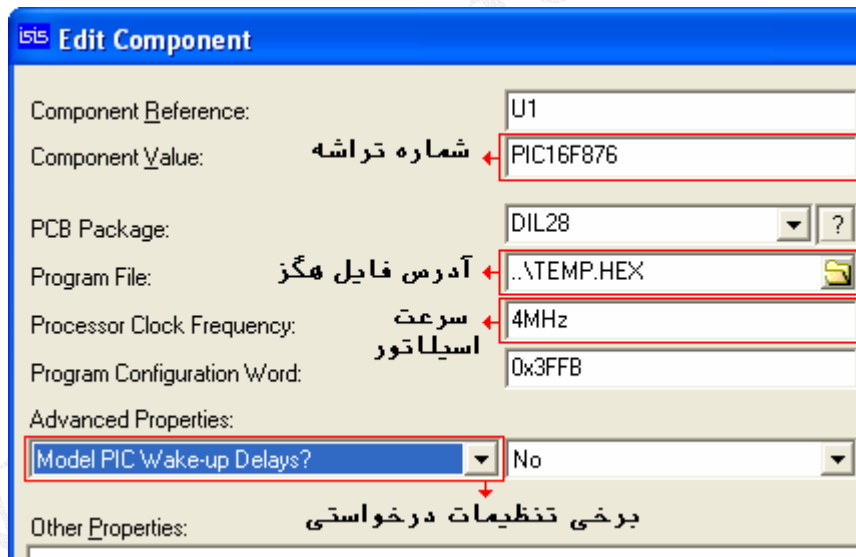 isis Edit Component
Component Reference: U1
Component Value: شماره تراشه PIC16F876
PCB Package: DIL28 ?
Program File: آدرس فایل هگز ..\TEMP.HEX
Processor Clock Frequency: سرعت 4MHz
اسیلاتور
Program Configuration Word: 0x3FFB
Advanced Properties:
Model PIC Wake-up Delays? No
برخی تنظیمات درخواستی
Other Properties: